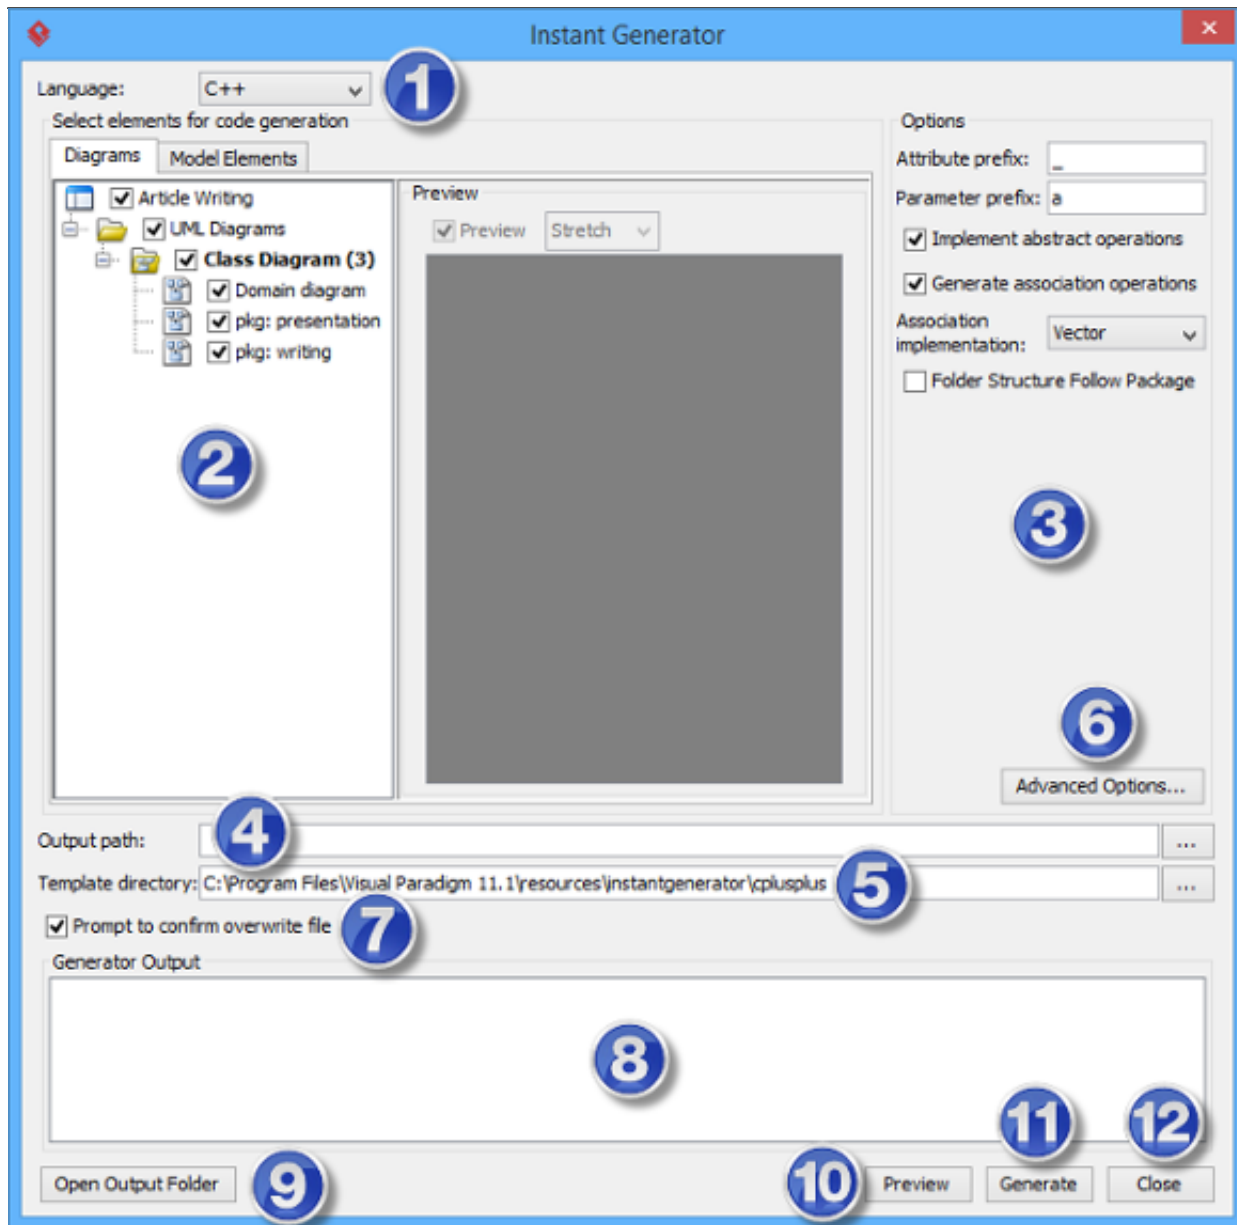 Instant Generator
Language: C++ 1
Select elements for code generation
Diagrams Model Elements
Article Writing
UML Diagrams
Class Diagram (3)
Domain diagram
pkg: presentation
pkg: writing
2
Preview
Preview Stretch
Options
Attribute prefix: _
Parameter prefix: a
Implement abstract operations
Generate association operations
Association
implementation: Vector
Folder Structure Follow Package
3
6
Advanced Options...
Output path: 4 ...
Template directory: C:\Program Files\Visual Paradigm 11.1\resources\instantgenerator\cplusplus 5 ...
Prompt to confirm overwrite file 7
Generator Output
8
11 12
Open Output Folder 9 10 Preview Generate Close